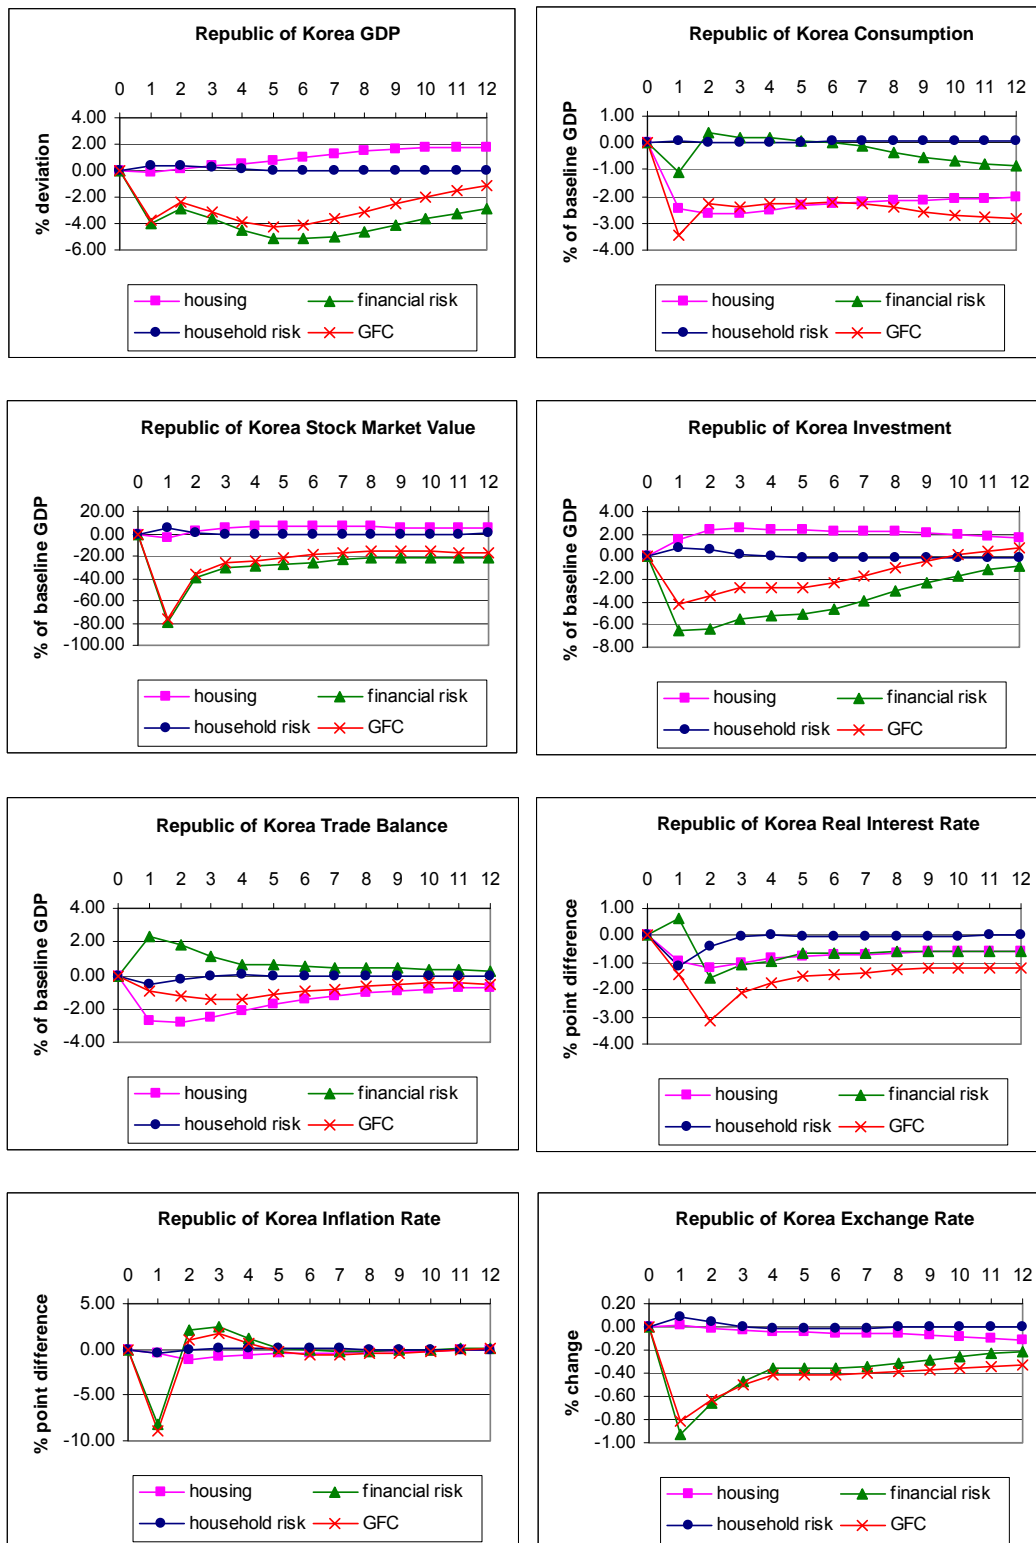 Republic of Korea GDP
0 1 2 3 4 5 6 7 8 9 10 11 12
4.00
2.00
0.00
-2.00
-4.00
-6.00
% deviation
housing financial risk
household risk GFC
Republic of Korea Consumption
0 1 2 3 4 5 6 7 8 9 10 11 12
1.00
0.00
-1.00
-2.00
-3.00
-4.00
% of baseline GDP
housing financial risk
household risk GFC
Republic of Korea Stock Market Value
0 1 2 3 4 5 6 7 8 9 10 11 12
20.00
0.00
-20.00
-40.00
-60.00
-80.00
-100.00
% of baseline GDP
housing financial risk
household risk GFC
Republic of Korea Investment
0 1 2 3 4 5 6 7 8 9 10 11 12
4.00
2.00
0.00
-2.00
-4.00
-6.00
-8.00
% of baseline GDP
housing financial risk
household risk GFC
Republic of Korea Trade Balance
0 1 2 3 4 5 6 7 8 9 10 11 12
4.00
2.00
0.00
-2.00
-4.00
% of baseline GDP
housing financial risk
household risk GFC
Republic of Korea Real Interest Rate
0 1 2 3 4 5 6 7 8 9 10 11 12
1.00
0.00
-1.00
-2.00
-3.00
-4.00
% point difference
housing financial risk
household risk GFC
Republic of Korea Inflation Rate
0 1 2 3 4 5 6 7 8 9 10 11 12
5.00
0.00
-5.00
-10.00
% point difference
housing financial risk
household risk GFC
Republic of Korea Exchange Rate
0 1 2 3 4 5 6 7 8 9 10 11 12
0.20
0.00
-0.20
-0.40
-0.60
-0.80
-1.00
% change
housing financial risk
household risk GFC